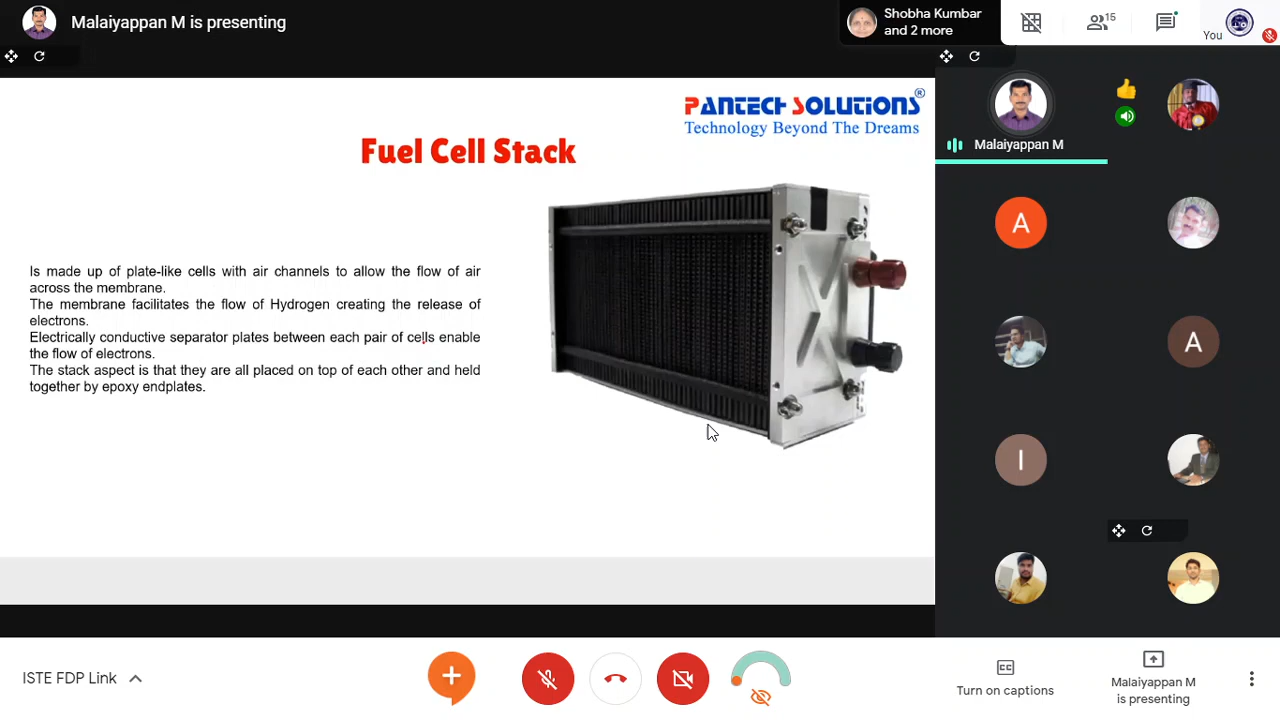 Malaiyappan M is presenting
Shobha Kumbar
and 2 more
15
You
PANTECH SOLUTIONS®
Technology Beyond The Dreams
Fuel Cell Stack
Is made up of plate-like cells with air channels to allow the flow of air
across the membrane.
The membrane facilitates the flow of Hydrogen creating the release of
electrons.
Electrically conductive separator plates between each pair of cells enable
the flow of electrons.
The stack aspect is that they are all placed on top of each other and held
together by epoxy endplates.
Malaiyappan M
A
A
I
ISTE FDP Link
CC
Turn on captions
Malaiyappan M
is presenting